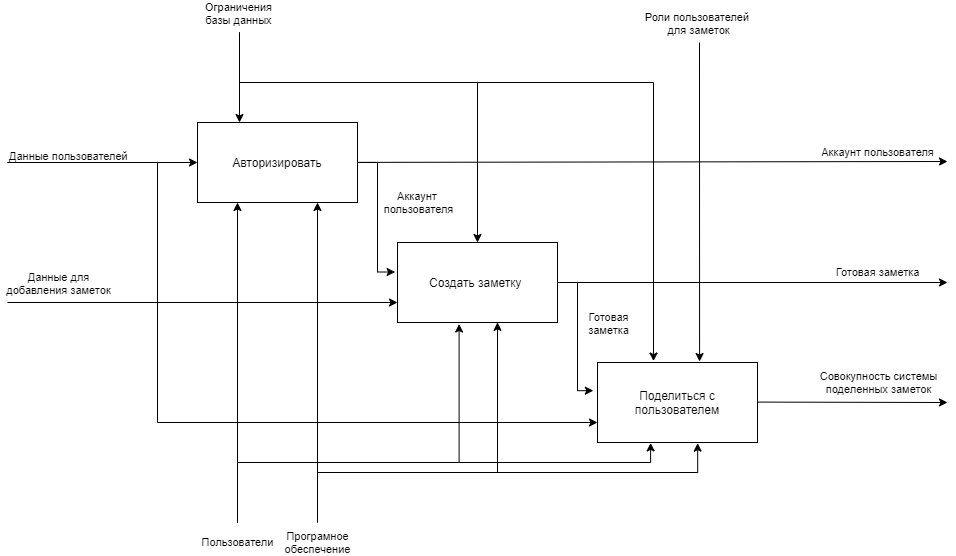 Ограничения
базы данных
Роли пользователей
для заметок
Данные пользователей
Авторизировать
Аккаунт пользователя
Аккаунт
пользователя
Данные для
добавления заметок
Создать заметку
Готовая заметка
Готовая
заметка
Поделиться с
пользователем
Совокупность системы
поделенных заметок
Пользователи
Програмное
обеспечение